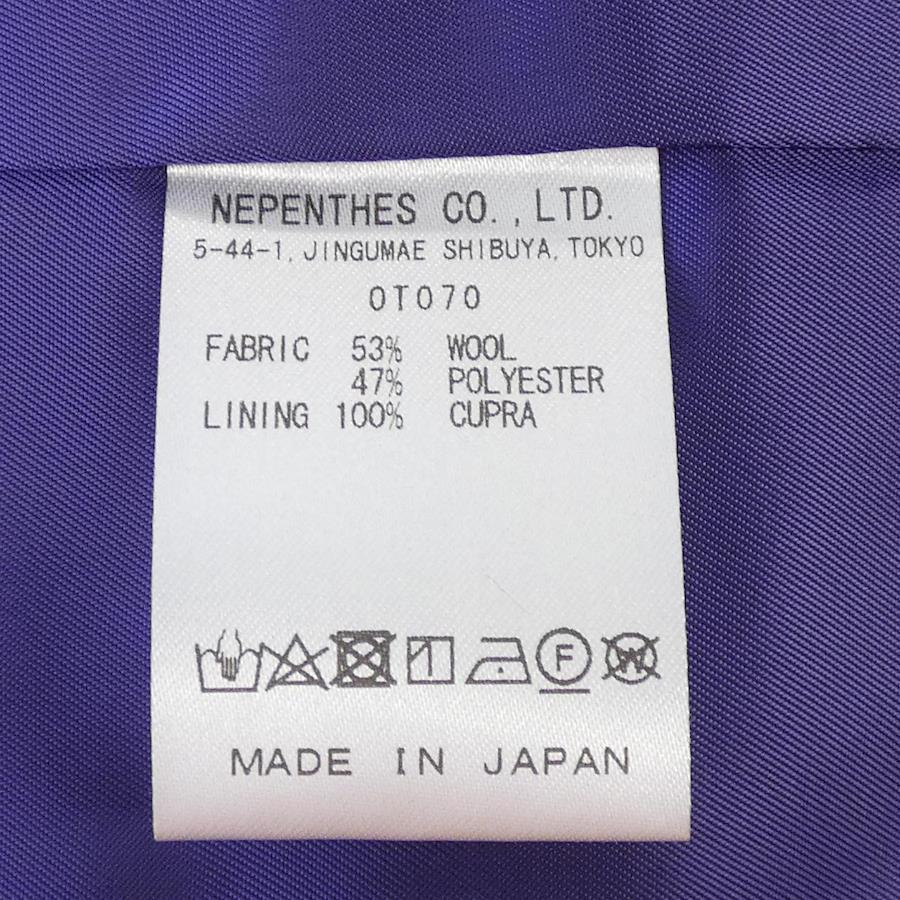 NEPENTHES CO.,LTD.
5-44-1, JINGUMAE SHIBUYA, TOKYO
OT070
FABRIC 53% WOOL
47% POLYESTER
LINING 100% CUPRA
F W
MADE IN JAPAN